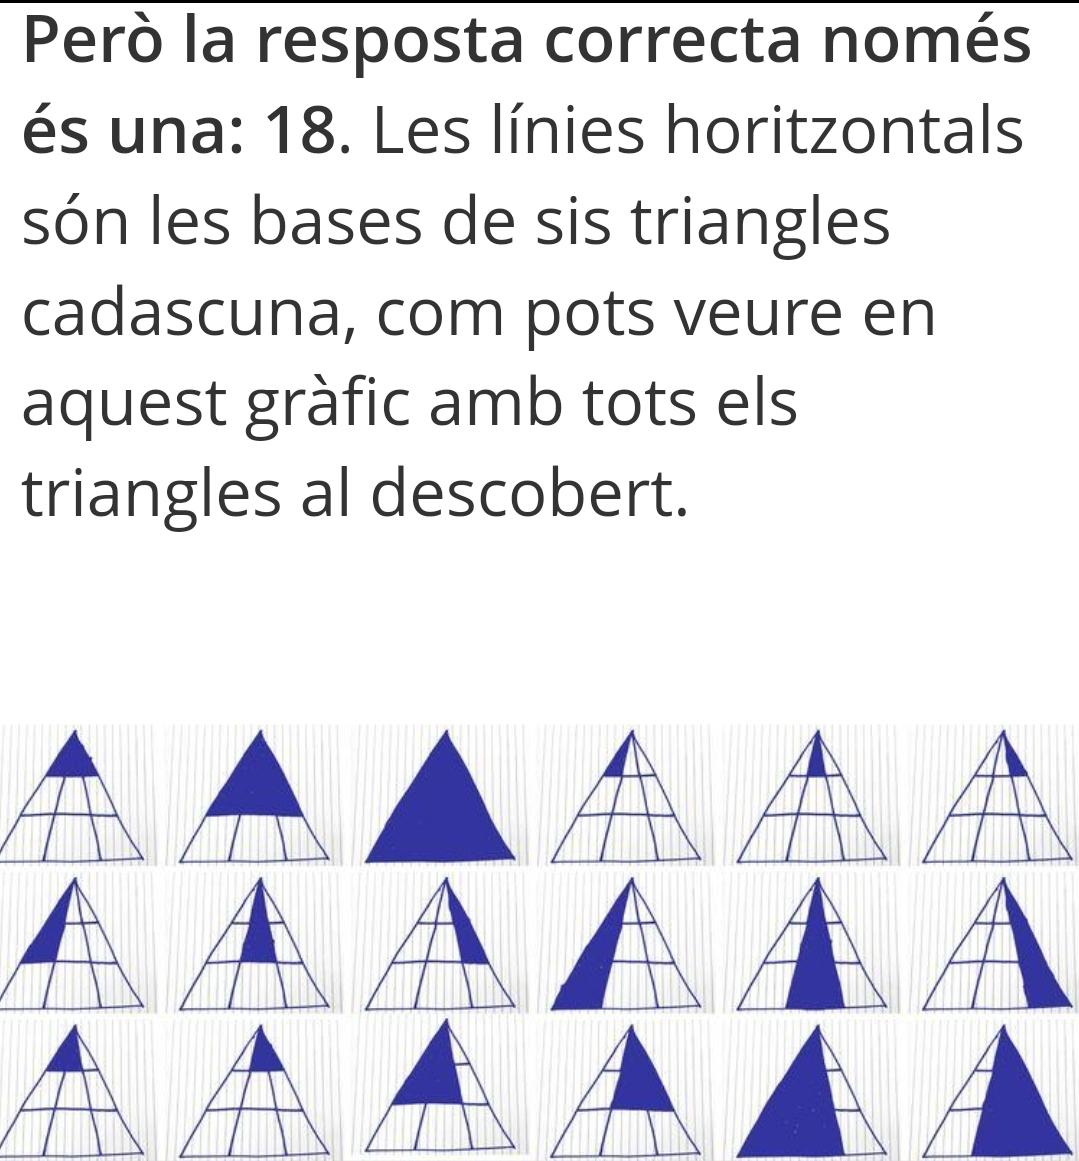 Però la resposta correcta només
és una: 18. Les línies horitzontals
són les bases de sis triangles
cadascuna, com pots veure en
aquest gràfic amb tots els
triangles al descobert.